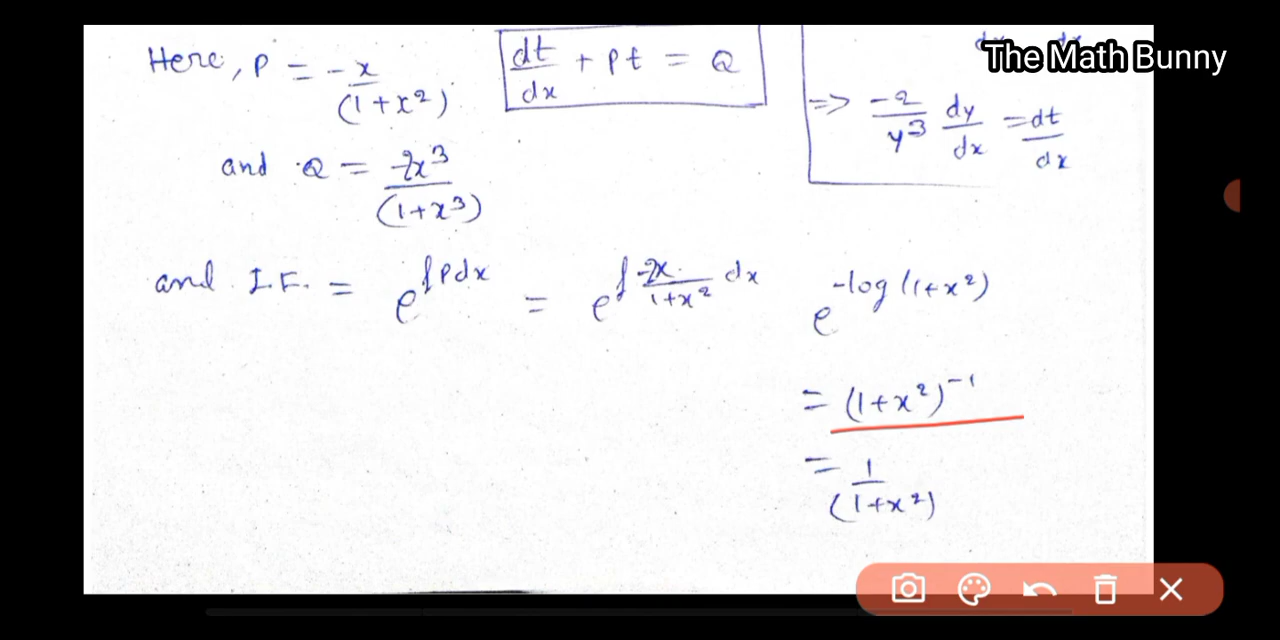 The Math Bunny
Here, P = -x/(1+x²)
dt/dx + Pt = Q
=> -2/y³ dy/dx = dt/dx
and Q = -2x³/(1+x³)
and I.F. = e^∫Pdx = e^∫-2x/1+x² dx e^-log(1+x²)
= (1+x²)^-1
= 1/(1+x²)